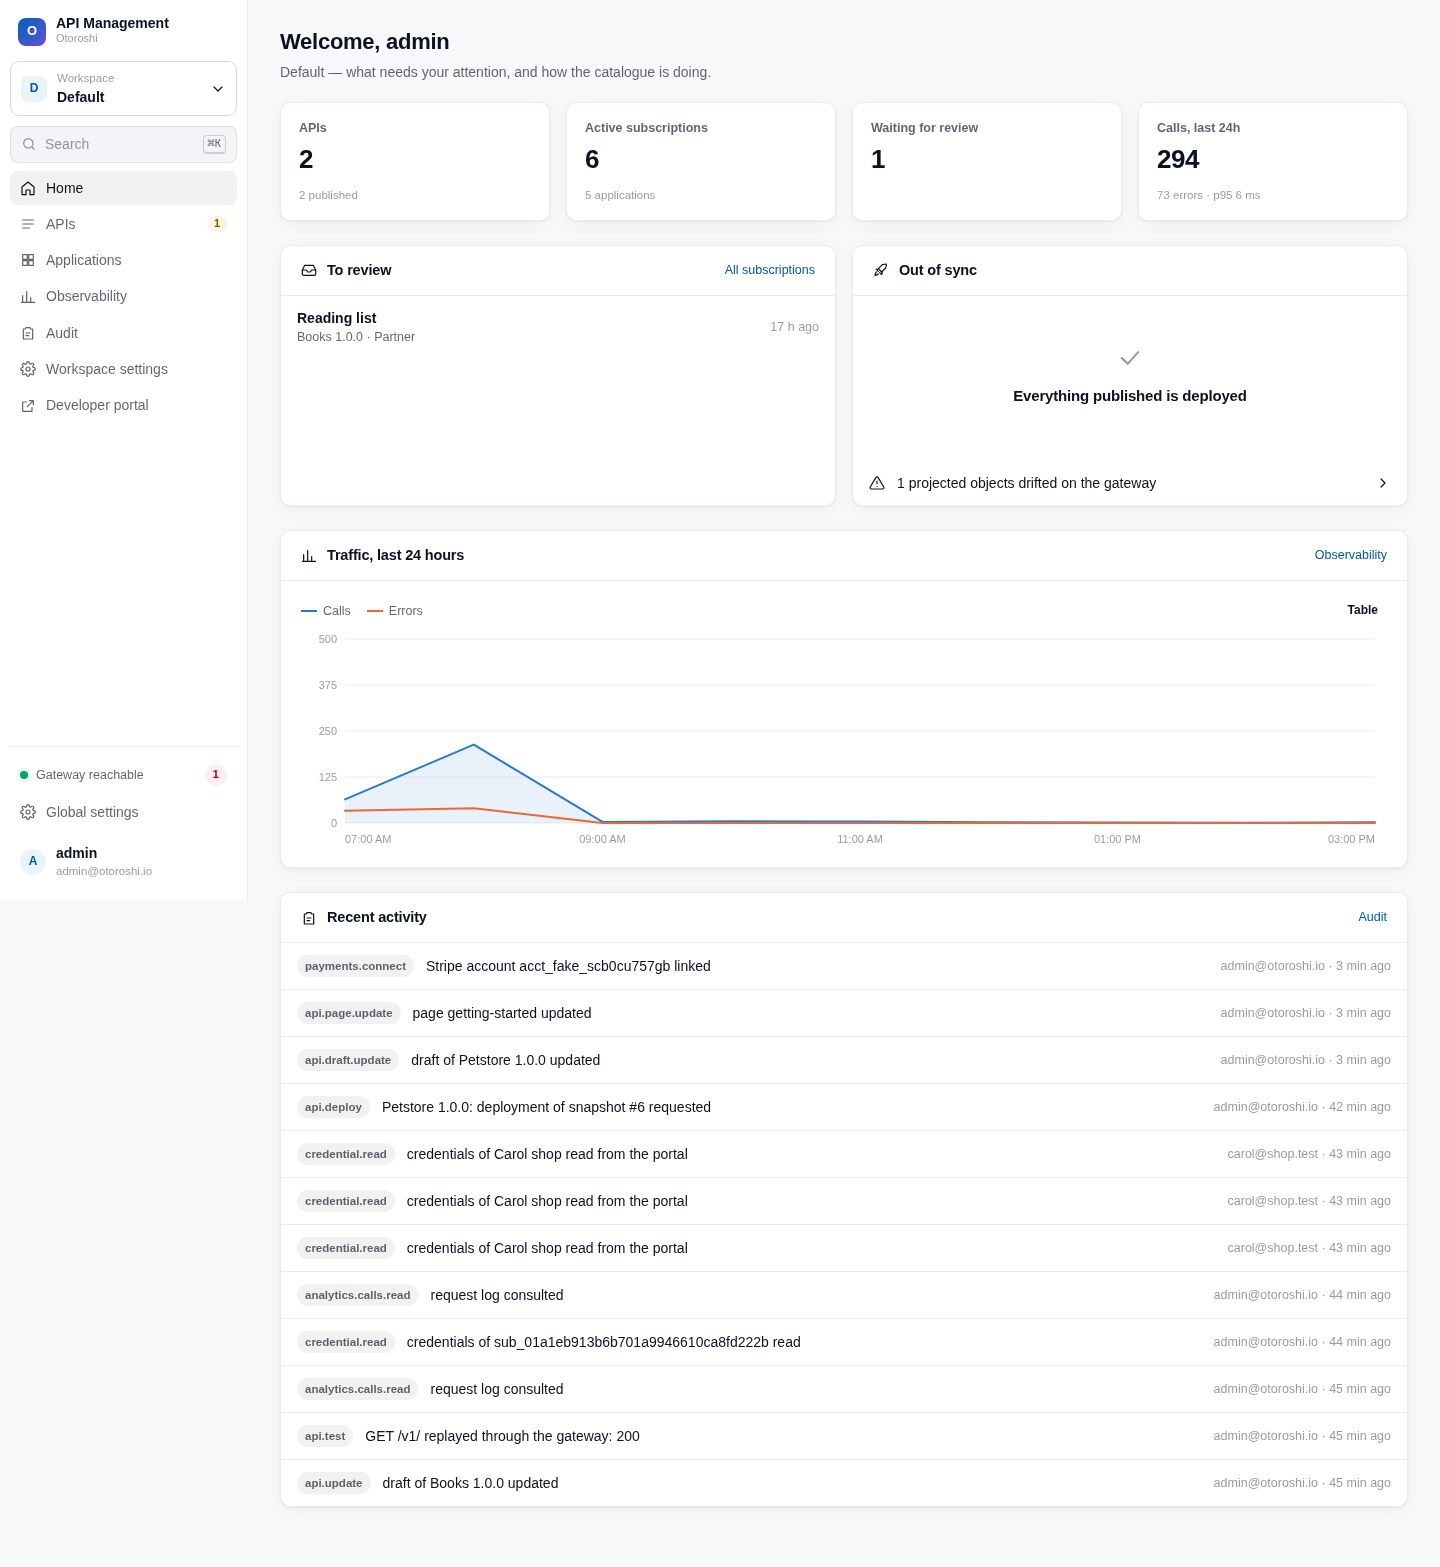 O
API Management
Otoroshi
D
Workspace
Default
Search
⌘K
Home
APIs
1
Applications
Observability
Audit
Workspace settings
Developer portal
Gateway reachable
1
Global settings
A
admin
admin@otoroshi.io
Welcome, admin
Default — what needs your attention, and how the catalogue is doing.
APIs
2
2 published
Active subscriptions
6
5 applications
Waiting for review
1
Calls, last 24h
294
73 errors · p95 6 ms
To review
All subscriptions
Reading list
Books 1.0.0 · Partner
17 h ago
Out of sync
Everything published is deployed
1 projected objects drifted on the gateway
Traffic, last 24 hours
Observability
Calls
Errors
Table
500
375
250
125
0
07:00 AM
09:00 AM
11:00 AM
01:00 PM
03:00 PM
Recent activity
Audit
payments.connect Stripe account acct_fake_scb0cu757gb linked admin@otoroshi.io · 3 min ago
api.page.update page getting-started updated admin@otoroshi.io · 3 min ago
api.draft.update draft of Petstore 1.0.0 updated admin@otoroshi.io · 3 min ago
api.deploy Petstore 1.0.0: deployment of snapshot #6 requested admin@otoroshi.io · 42 min ago
credential.read credentials of Carol shop read from the portal carol@shop.test · 43 min ago
credential.read credentials of Carol shop read from the portal carol@shop.test · 43 min ago
credential.read credentials of Carol shop read from the portal carol@shop.test · 43 min ago
analytics.calls.read request log consulted admin@otoroshi.io · 44 min ago
credential.read credentials of sub_01a1eb913b6b701a9946610ca8fd222b read admin@otoroshi.io · 44 min ago
analytics.calls.read request log consulted admin@otoroshi.io · 45 min ago
api.test GET /v1/ replayed through the gateway: 200 admin@otoroshi.io · 45 min ago
api.update draft of Books 1.0.0 updated admin@otoroshi.io · 45 min ago